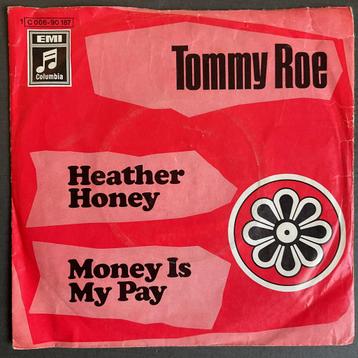 1 C 006-90 187
EMI
Columbia
Tommy Roe
Heather
Honey
Money Is
My Pay